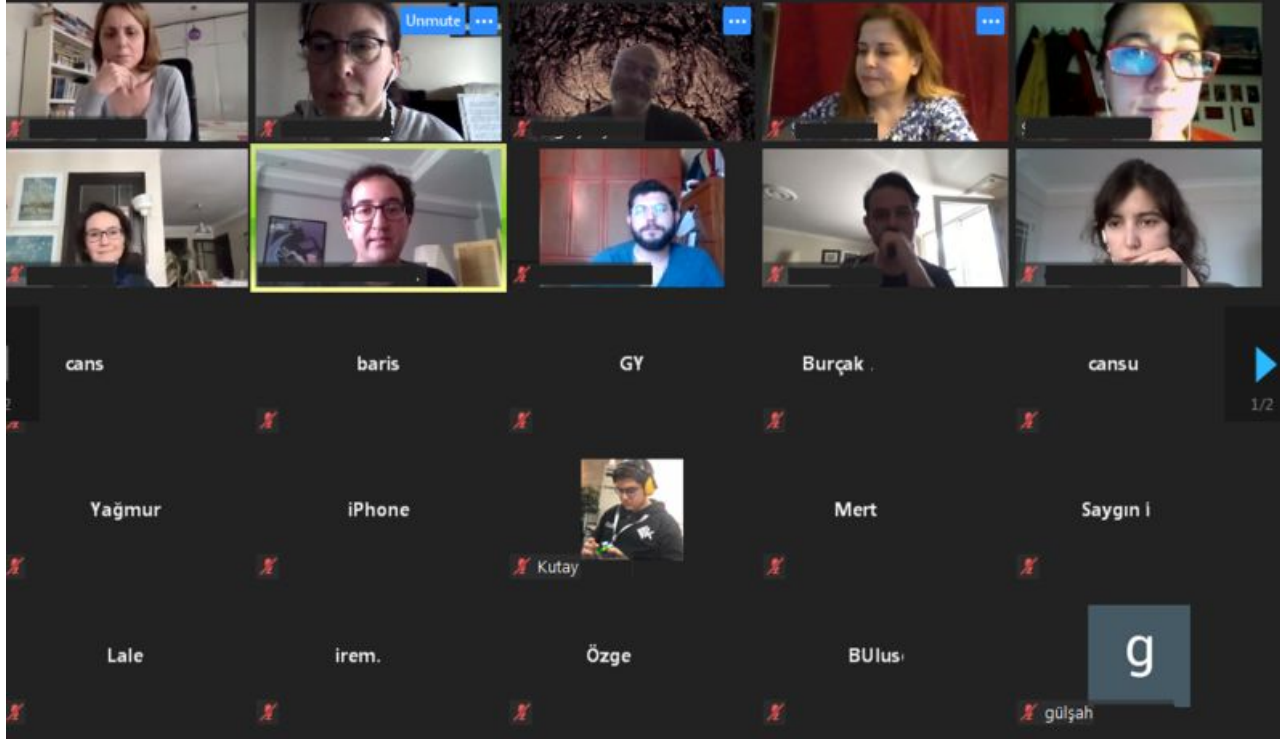 Unmute
cans
baris
GY
Burçak .
cansu
1/2
Yağmur
iPhone
Mert
Saygın i
Kutay
Lale
irem.
Özge
BUlus
g
gülşah